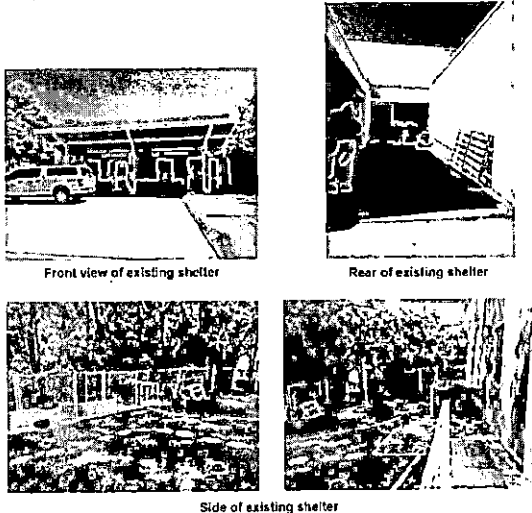 Front view of existing shelter
Rear of existing shelter
Side of existing shelter